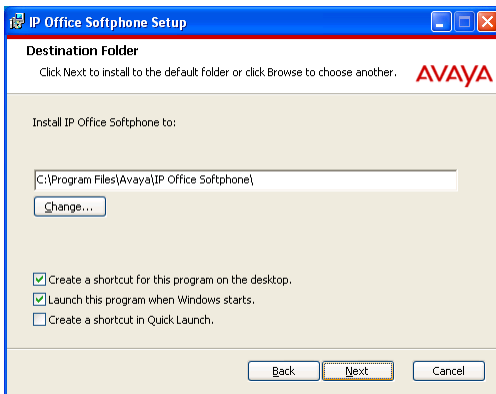 IP Office Softphone Setup
Destination Folder
Click Next to install to the default folder or click Browse to choose another.
AVAYA
Install IP Office Softphone to:
C:\Program Files\Avaya\IP Office Softphone\
Change...
Create a shortcut for this program on the desktop.
Launch this program when Windows starts.
Create a shortcut in Quick Launch.
Back Next Cancel